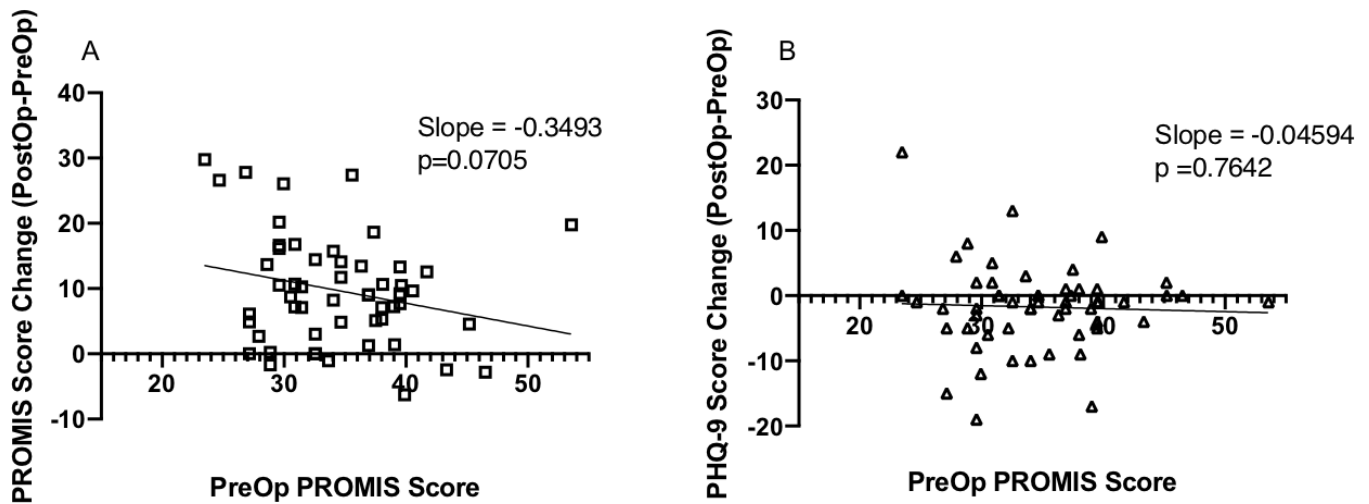 A
PROMIS Score Change (PostOp-PreOp)
40
30
20
10
0
-10
20
30
40
50
Slope = -0.3493
p=0.0705
PreOp PROMIS Score
B
PHQ-9 Score Change (PostOp-PreOp)
30
20
10
0
-10
-20
20
30
40
50
Slope = -0.04594
p =0.7642
PreOp PROMIS Score